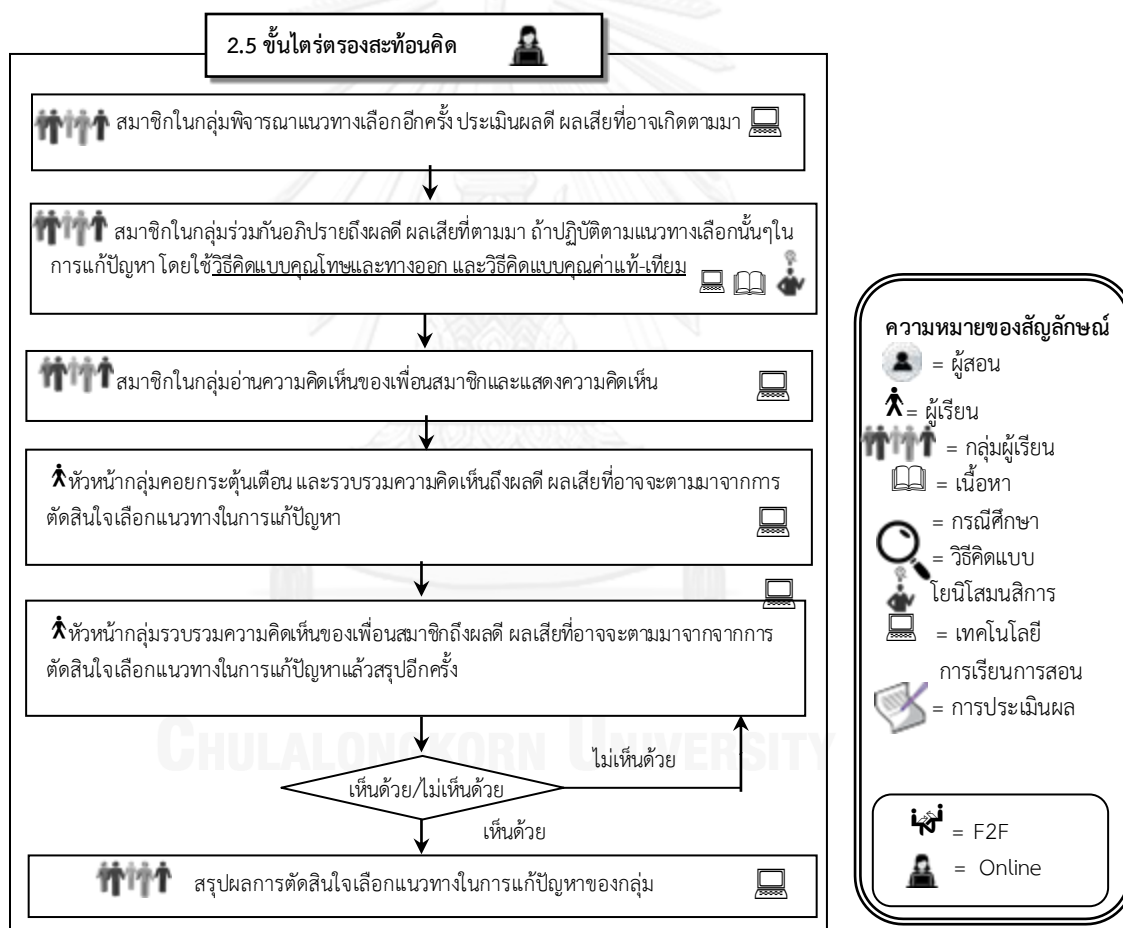 2.5 ขั้นไตร่ตรองสะท้อนคิด
สมาชิกในกลุ่มพิจารณาแนวทางเลือกอีกครั้ง ประเมินผลดี ผลเสียที่อาจเกิดตามมา
สมาชิกในกลุ่มร่วมกันอภิปรายถึงผลดี ผลเสียที่ตามมา ถ้าปฏิบัติตามแนวทางเลือกนั้นๆใน
การแก้ปัญหา โดยใช้วิธีคิดแบบคุณโทษและทางออก และวิธีคิดแบบคุณค่าแท้-เทียม
สมาชิกในกลุ่มอ่านความคิดเห็นของเพื่อนสมาชิกและแสดงความคิดเห็น
หัวหน้ากลุ่มคอยกระตุ้นเตือน และรวบรวมความคิดเห็นถึงผลดี ผลเสียที่อาจจะตามมาจากการ
ตัดสินใจเลือกแนวทางในการแก้ปัญหา
หัวหน้ากลุ่มรวบรวมความคิดเห็นของเพื่อนสมาชิกถึงผลดี ผลเสียที่อาจจะตามมาจากจากการ
ตัดสินใจเลือกแนวทางในการแก้ปัญหาแล้วสรุปอีกครั้ง
CHULALONGKORN UNIVERSITY
ไม่เห็นด้วย
เห็นด้วย/ไม่เห็นด้วย
เห็นด้วย
สรุปผลการตัดสินใจเลือกแนวทางในการแก้ปัญหาของกลุ่ม
ความหมายของสัญลักษณ์
= ผู้สอน
= ผู้เรียน
= กลุ่มผู้เรียน
= เนื้อหา
= กรณีศึกษา
= วิธีคิดแบบ
โยนิโสมนสิการ
= เทคโนโลยี
การเรียนการสอน
= การประเมินผล
= F2F
= Online